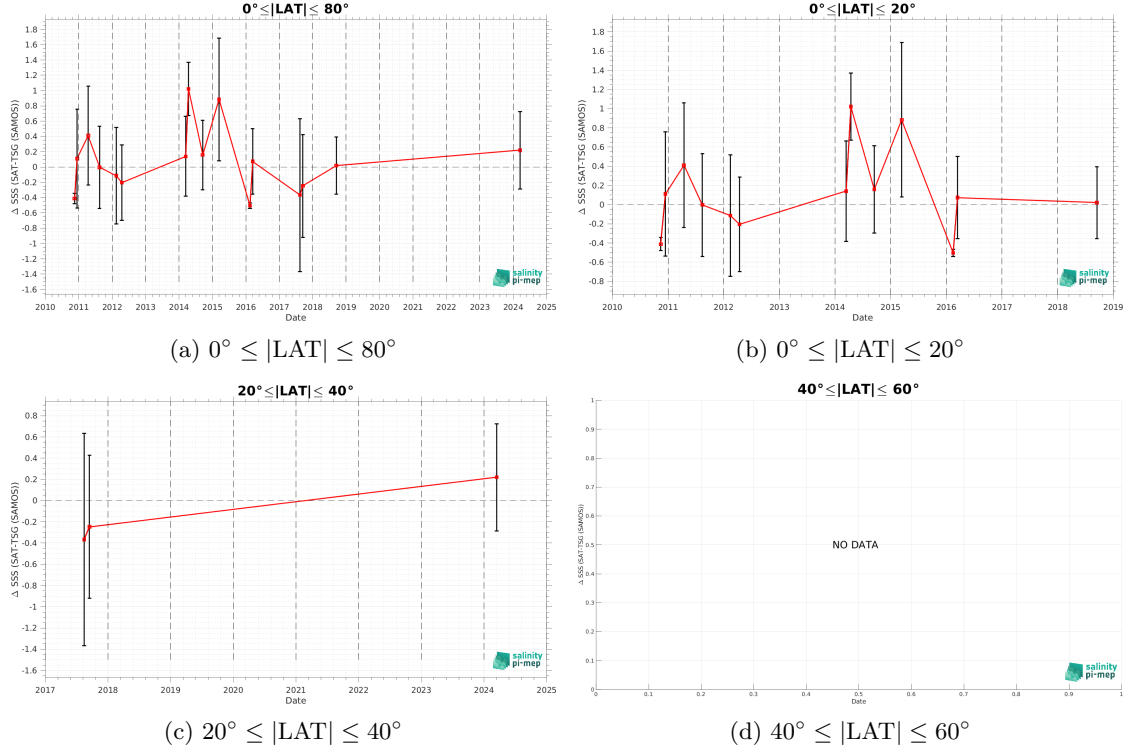 0°≤|LAT|≤ 80°
Δ SSS (SAT-TSG (SAMOS))
1.8
1.6
1.4
1.2
1
0.8
0.6
0.4
0.2
0
-0.2
-0.4
-0.6
-0.8
-1
-1.2
-1.4
-1.6
2010 2011 2012 2013 2014 2015 2016 2017 2018 2019 2020 2021 2022 2023 2024 2025
Date
salinity
pi-mep
(a) 0° ≤ |LAT| ≤ 80°
0°≤|LAT|≤ 20°
Δ SSS (SAT-TSG (SAMOS))
1.8
1.6
1.4
1.2
1
0.8
0.6
0.4
0.2
0
-0.2
-0.4
-0.6
-0.8
2010 2011 2012 2013 2014 2015 2016 2017 2018 2019
Date
salinity
pi-mep
(b) 0° ≤ |LAT| ≤ 20°
20°≤|LAT|≤ 40°
Δ SSS (SAT-TSG (SAMOS))
0.8
0.6
0.4
0.2
0
-0.2
-0.4
-0.6
-0.8
-1
-1.2
-1.4
-1.6
2017 2018 2019 2020 2021 2022 2023 2024 2025
Date
salinity
pi-mep
(c) 20° ≤ |LAT| ≤ 40°
40°≤|LAT|≤ 60°
Δ SSS (SAT-TSG (SAMOS))
1
0.9
0.8
0.7
0.6
0.5
0.4
0.3
0.2
0.1
0
NO DATA
0 0.1 0.2 0.3 0.4 0.5 0.6 0.7 0.8 0.9 1
Date
salinity
pi-mep
(d) 40° ≤ |LAT| ≤ 60°